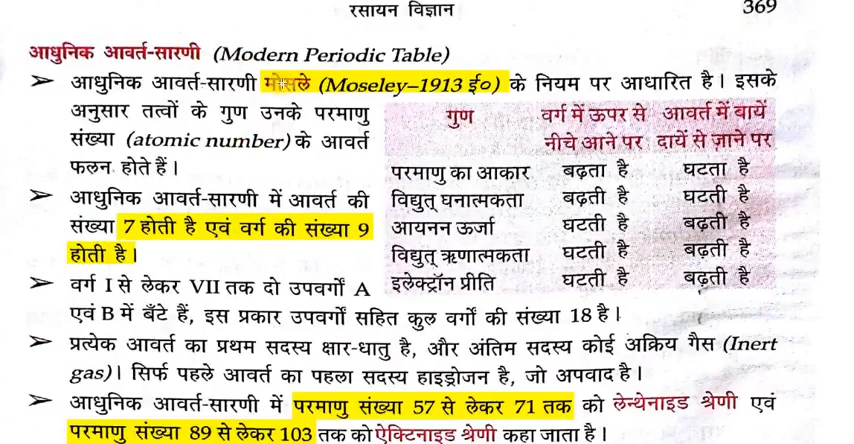 रसायन विज्ञान
369
आधुनिक आवर्त-सारणी (Modern Periodic Table)
➢ आधुनिक आवर्त-सारणी मोसले (Moseley–1913 ई०) के नियम पर आधारित है। इसके
अनुसार तत्वों के गुण उनके परमाणु
संख्या (atomic number) के आवर्त
फलन होते हैं।
➢ आधुनिक आवर्त-सारणी में आवर्त की
संख्या 7 होती है एवं वर्ग की संख्या 9
होती है।
➢ वर्ग I से लेकर VII तक दो उपवर्गों A
गुण वर्ग में ऊपर से आवर्त में बायें
नीचे आने पर दायें से ज़ाने पर
परमाणु का आकार बढ़ता है घटता है
विद्युत् घनात्मकता बढ़ती है घटती है
आयनन ऊर्जा घटती है बढ़ती है
विद्युत् ऋणात्मकता घटती है बढ़ती है
इलेक्ट्रॉन प्रीति घटती है बढ़ती है
एवं B में बँटे हैं, इस प्रकार उपवर्गों सहित कुल वर्गों की संख्या 18 है।
➢ प्रत्येक आवर्त का प्रथम सदस्य क्षार-धातु है, और अंतिम सदस्य कोई अक्रिय गैस (Inert
gas)। सिर्फ पहले आवर्त का पहला सदस्य हाइड्रोजन है, जो अपवाद है।
➢ आधुनिक आवर्त-सारणी में परमाणु संख्या 57 से लेकर 71 तक को लेन्थेनाइड श्रेणी एवं
परमाणु संख्या 89 से लेकर 103 तक को ऐक्टिनाइड श्रेणी कहा जाता है।